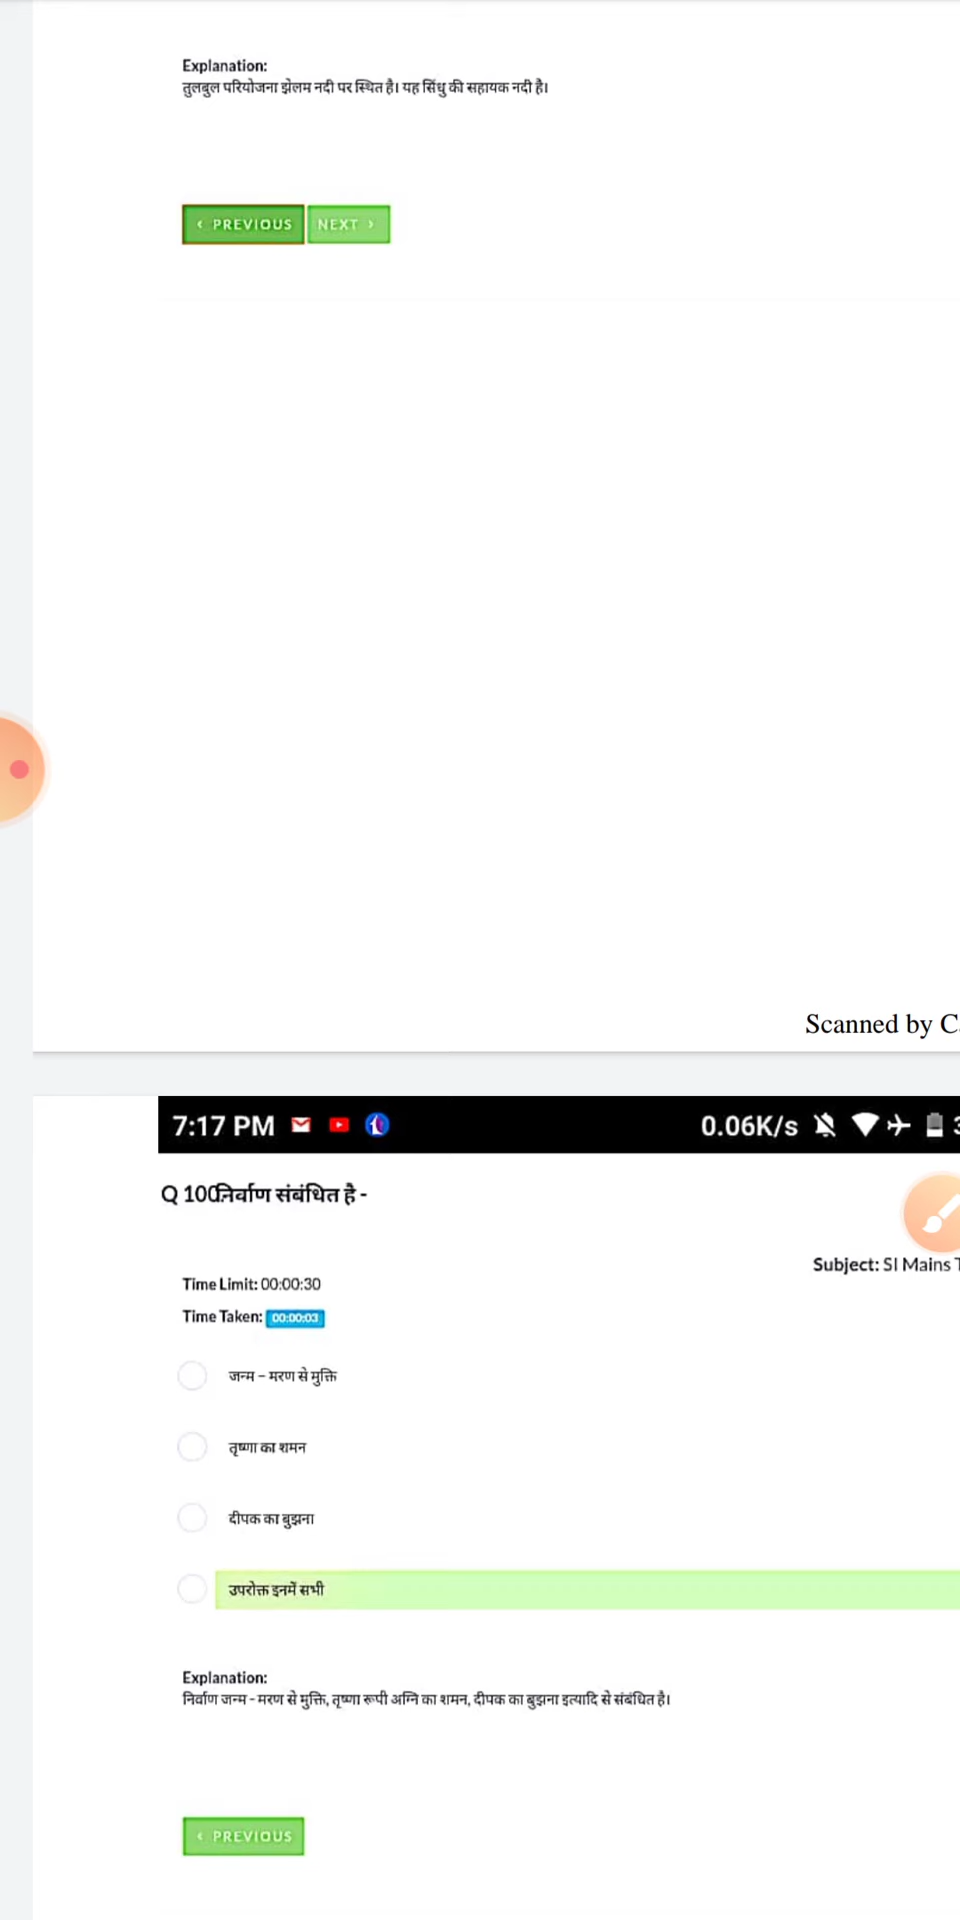 Explanation:
तुलबुल परियोजना झेलम नदी पर स्थित है। यह सिंधु की सहायक नदी है।
‹ PREVIOUS NEXT ›
Scanned by C
7:17 PM 0.06K/s
Q 100 निर्वाण संबंधित है -
Subject: SI Mains T
Time Limit: 00:00:30
Time Taken: 00:00:03
जन्म – मरण से मुक्ति
तृष्णा का शमन
दीपक का बुझना
उपरोक्त इनमें सभी
Explanation:
निर्वाण जन्म - मरण से मुक्ति, तृष्णा रूपी अग्नि का शमन, दीपक का बुझना इत्यादि से संबंधित है।
‹ PREVIOUS